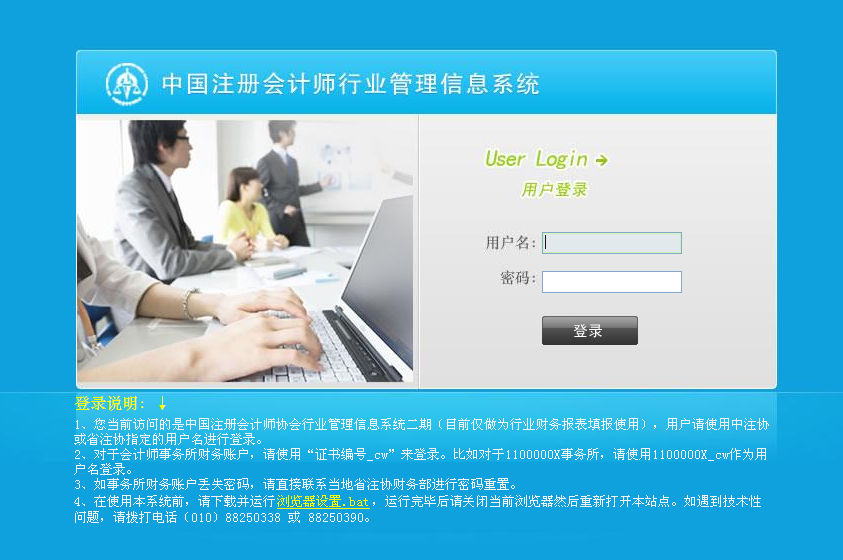 中国注册会计师行业管理信息系统
User Login →
用户登录
用户名:
密码:
登录
登录说明：↓
1、您当前访问的是中国注册会计师协会行业管理信息系统二期（目前仅做为行业财务报表填报使用），用户请使用中注协
或省注协指定的用户名进行登录。
2、对于会计师事务所财务账户，请使用“证书编号_cw”来登录。比如对于1100000X事务所，请使用1100000X_cw作为用
户名登录。
3、如事务所财务账户丢失密码，请直接联系当地省注协财务部进行密码重置。
4、在使用本系统前，请下载并运行浏览器设置.bat，运行完毕后请关闭当前浏览器然后重新打开本站点。如遇到技术性
问题，请拨打电话（010）88250338 或 88250390。